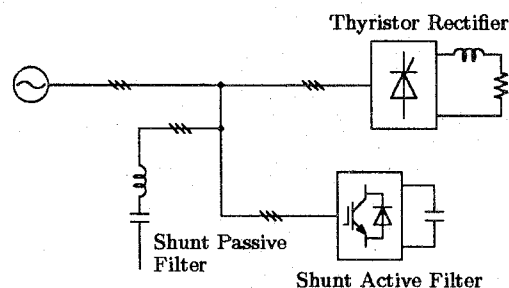 Thyristor Rectifier
Shunt Passive
Filter
Shunt Active Filter